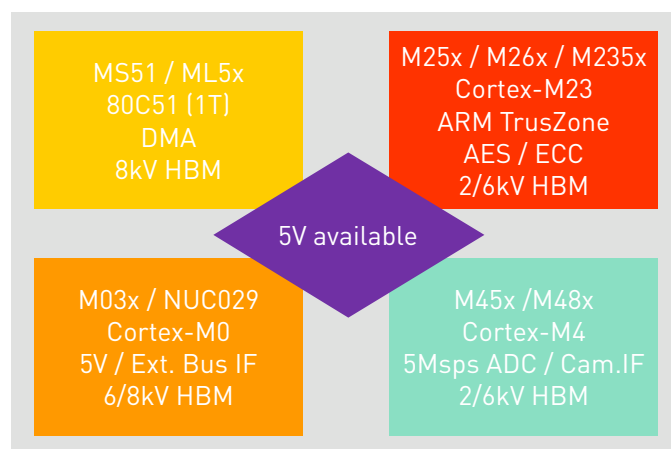 MS51 / ML5x
80C51 (1T)
DMA
8kV HBM
M25x / M26x / M235x
Cortex-M23
ARM TrusZone
AES / ECC
2/6kV HBM
5V available
M03x / NUC029
Cortex-M0
5V / Ext. Bus IF
6/8kV HBM
M45x /M48x
Cortex-M4
5Msps ADC / Cam.IF
2/6kV HBM